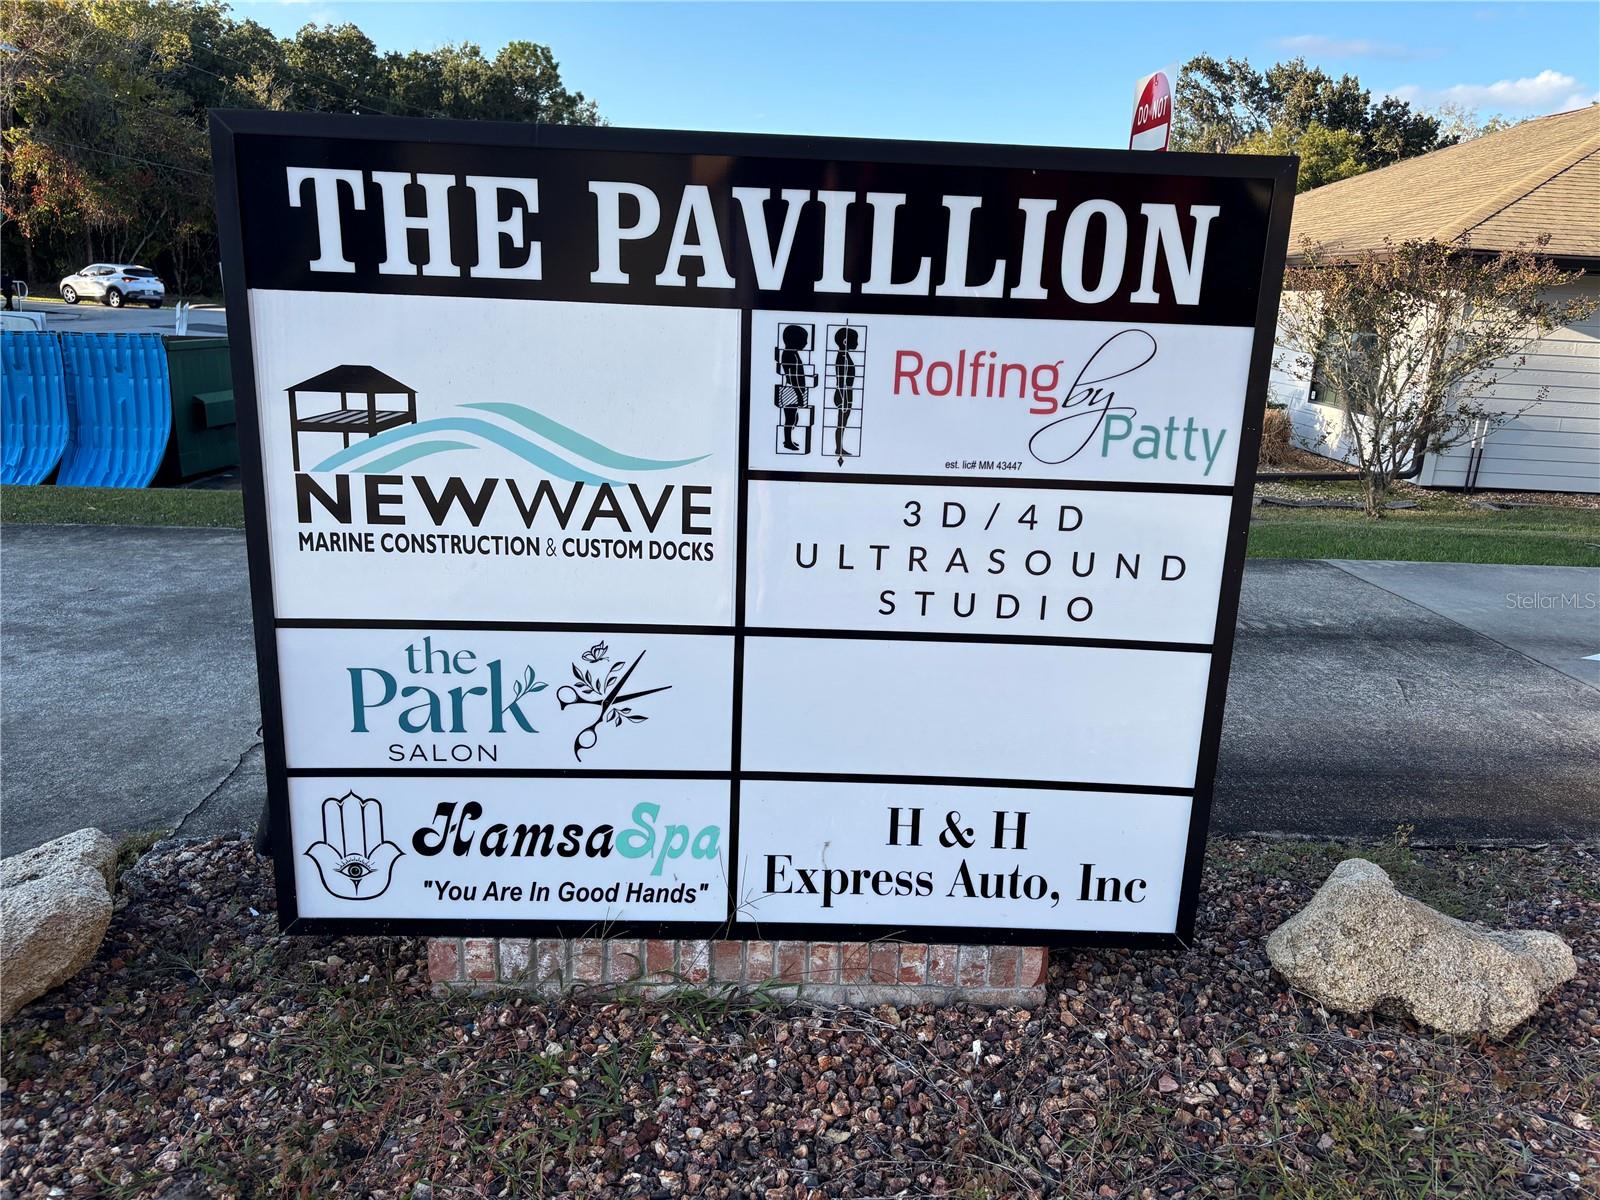 DO NOT
THE PAVILLION
NEWWAVE
MARINE CONSTRUCTION & CUSTOM DOCKS
Rolfing by Patty
est. lic# MM 43447
3D/4D
ULTRASOUND
STUDIO
the
Park
SALON
HamsaSpa
"You Are In Good Hands"
H & H
Express Auto, Inc
StellarMLS